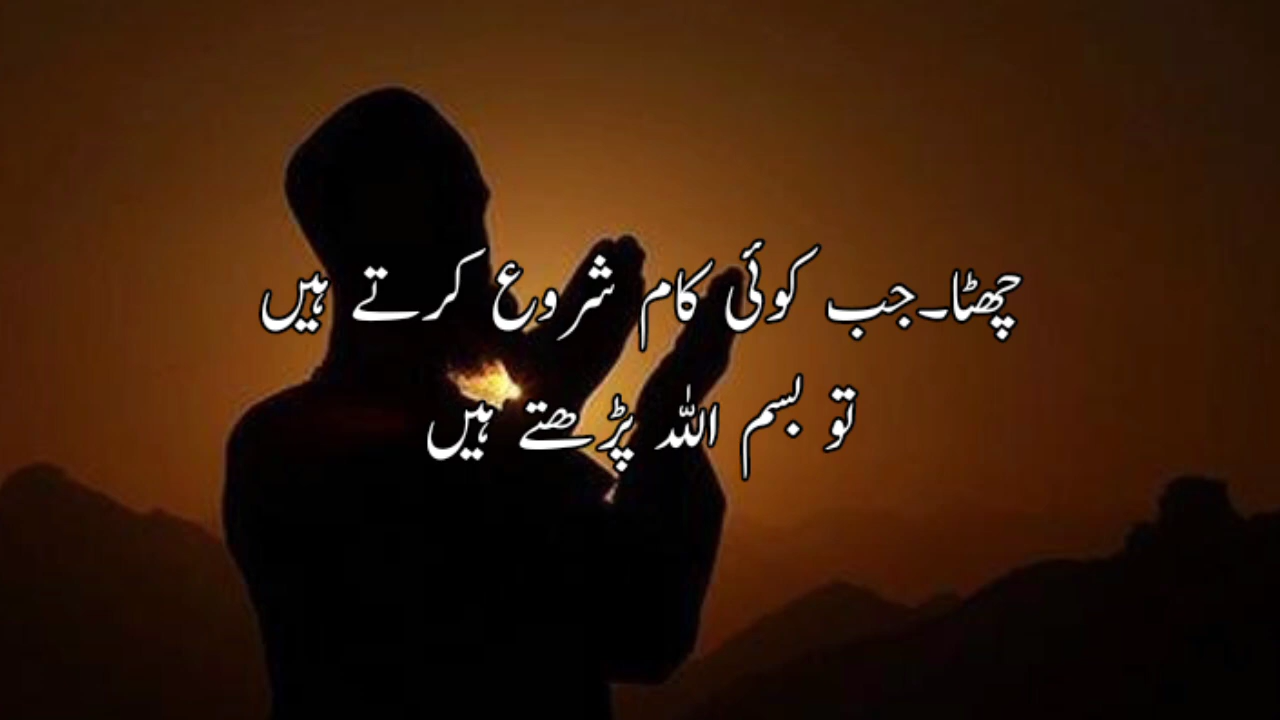 چھٹا۔جب کوئی کام شروع کرتے ہیں
تو بسم اللہ پڑھتے ہیں